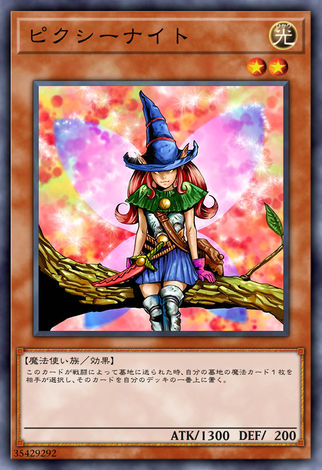 ピクシーナイト
光
【魔法使い族／効果】
このカードが戦闘によって墓地に送られた時、自分の墓地の魔法カード１枚を
相手が選択し、そのカードを自分のデッキの一番上に置く。
ATK/1300 DEF/ 200
35429292